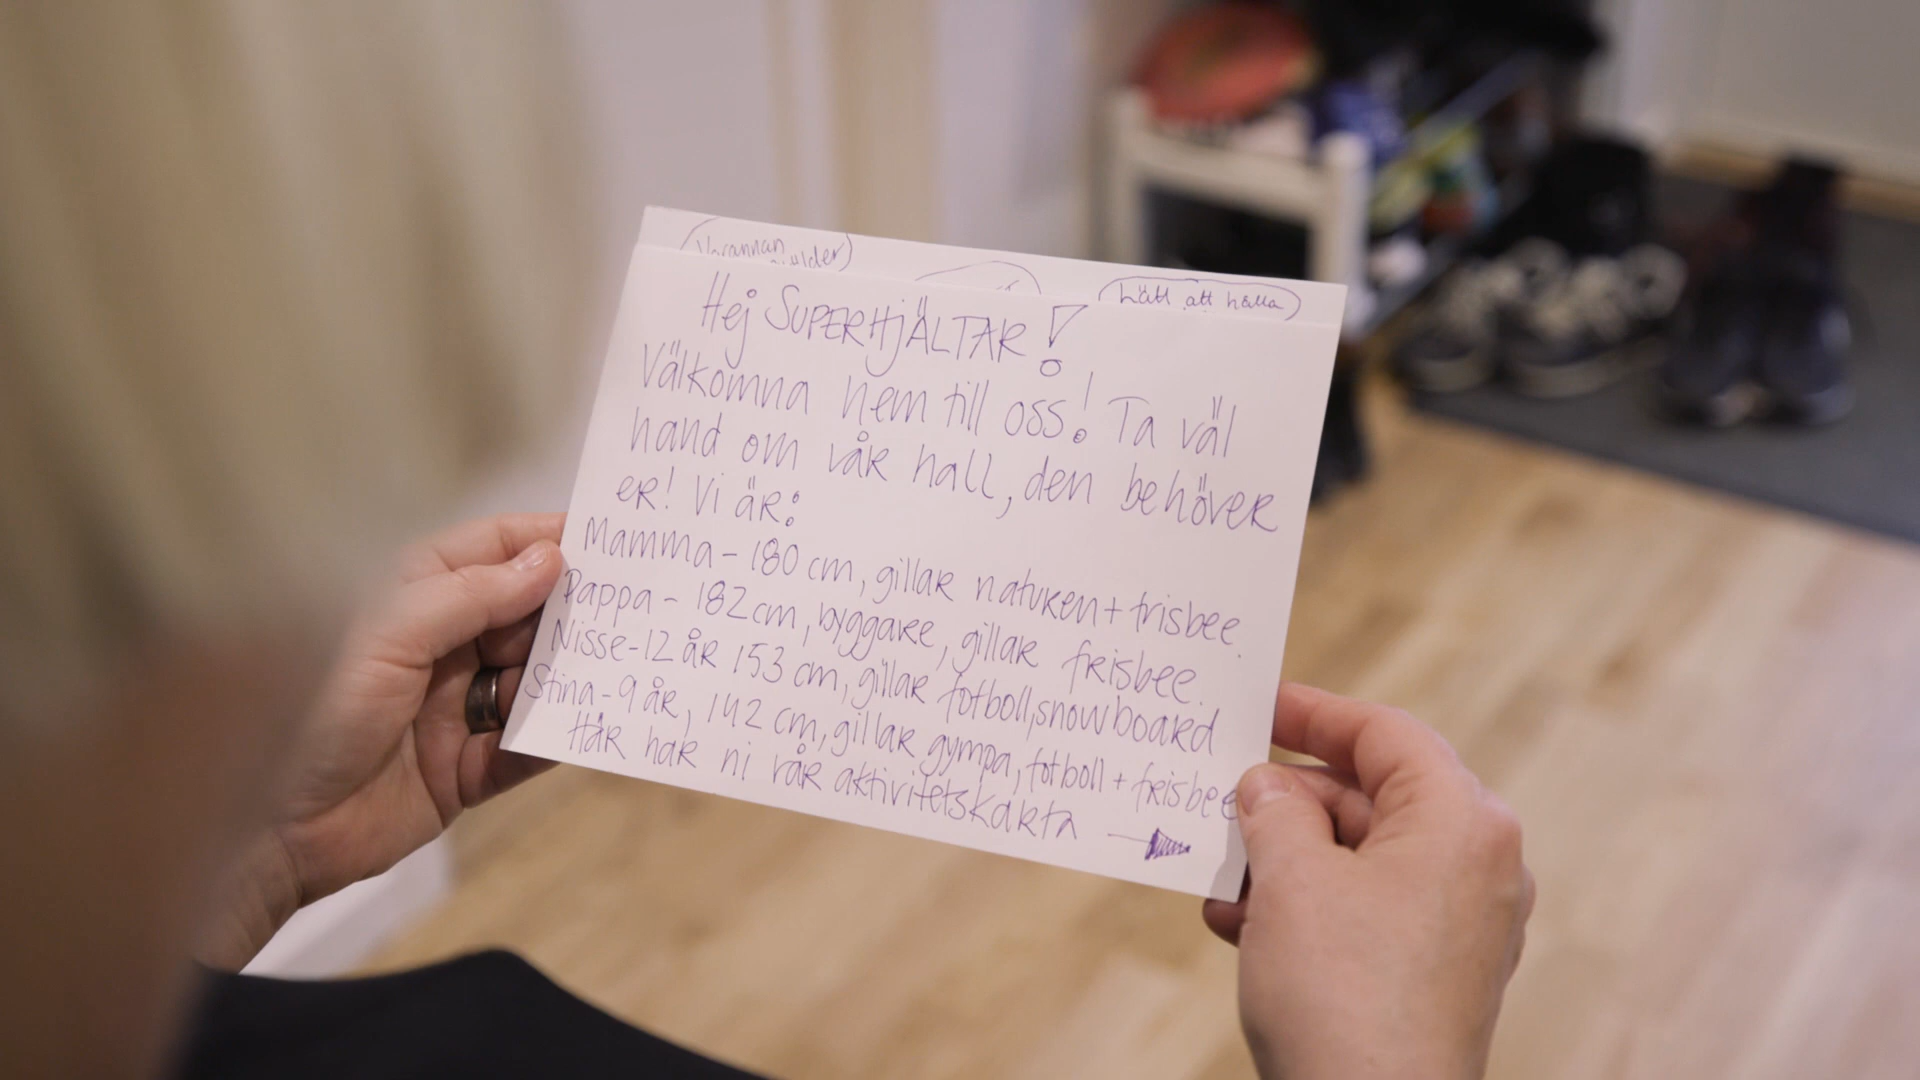 Varannan
lätt att hålla
Hej SUPERHJÄLTAR!
Välkomna hem till oss! Ta väl
hand om vår hall, den behöver
er! Vi är:
Mamma - 180 cm, gillar naturen + frisbee.
Pappa - 182 cm, byggare, gillar frisbee.
Nisse - 12 år 153 cm, gillar fotboll, snowboard
Stina - 9 år, 142 cm, gillar gympa, fotboll + frisbee
Här har ni vår aktivitetskarta →